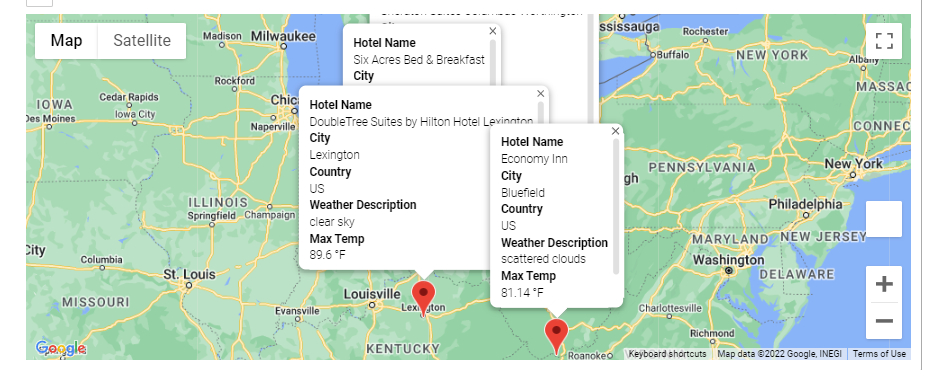 Map
Satellite
Hotel Name
Six Acres Bed & Breakfast
City
Hotel Name
DoubleTree Suites by Hilton Hotel Lexington
City
Lexington
Country
US
Weather Description
clear sky
Max Temp
89.6 °F
Hotel Name
Economy Inn
City
Bluefield
Country
US
Weather Description
scattered clouds
Max Temp
81.14 °F
Madison
Milwaukee
ssissauga
Rochester
Buffalo
NEW YORK
Albany
MASSAC
Rockford
IOWA
Cedar Rapids
Iowa City
Des Moines
Chic
Naperville
CONNEC
PENNSYLVANIA
New York
gh
ILLINOIS
Springfield
Champaign
Philadelphia
MARYLAND
NEW JERSEY
City
Columbia
St. Louis
Washington
DELAWARE
MISSOURI
Louisville
Lexington
Evansville
Charlottesville
Richmond
KENTUCKY
Roanoke
Google
Keyboard shortcuts
Map data ©2022 Google, INEGI
Terms of Use